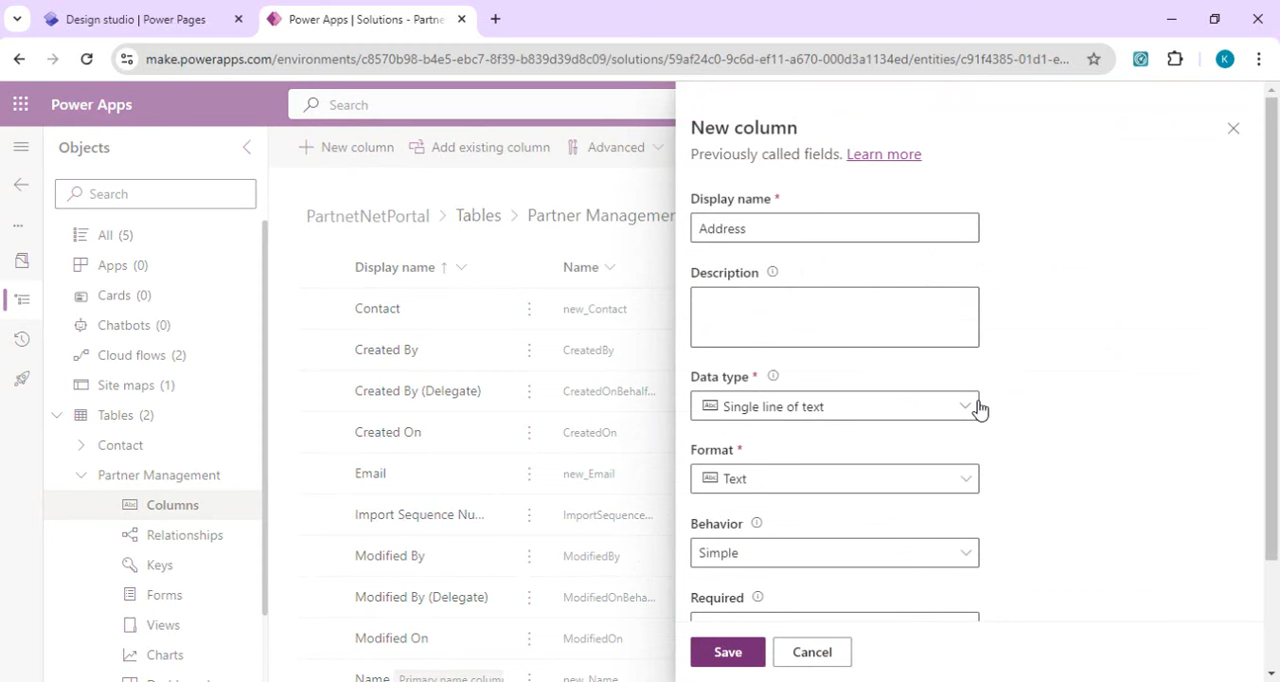 Design studio | Power Pages
Power Apps | Solutions - Partne
make.powerapps.com/environments/c8570b98-b4e5-ebc7-8f39-b839d39d8c09/solutions/59af24c0-9c6d-ef11-a670-000d3a1134ed/entities/c91f4385-01d1-e...
K
Power Apps
Search
Objects
Search
All (5)
Apps (0)
Cards (0)
Chatbots (0)
Cloud flows (2)
Site maps (1)
Tables (2)
Contact
Partner Management
Abc Columns
Relationships
Keys
Forms
Views
Charts
New column
Add existing column
Advanced
PartnetNetPortal > Tables > Partner Managemen
Display name ↑
Name
Contact
new_Contact
Created By
CreatedBy
Created By (Delegate)
CreatedOnBehalf...
Created On
CreatedOn
Email
new_Email
Import Sequence Nu...
ImportSequence...
Modified By
ModifiedBy
Modified By (Delegate)
ModifiedOnBeha...
Modified On
ModifiedOn
Name Primary name colum
new_Name
New column
Previously called fields. Learn more
Display name *
Address
Description
Data type *
Abc Single line of text
Format *
Abc Text
Behavior
Simple
Required
Save
Cancel